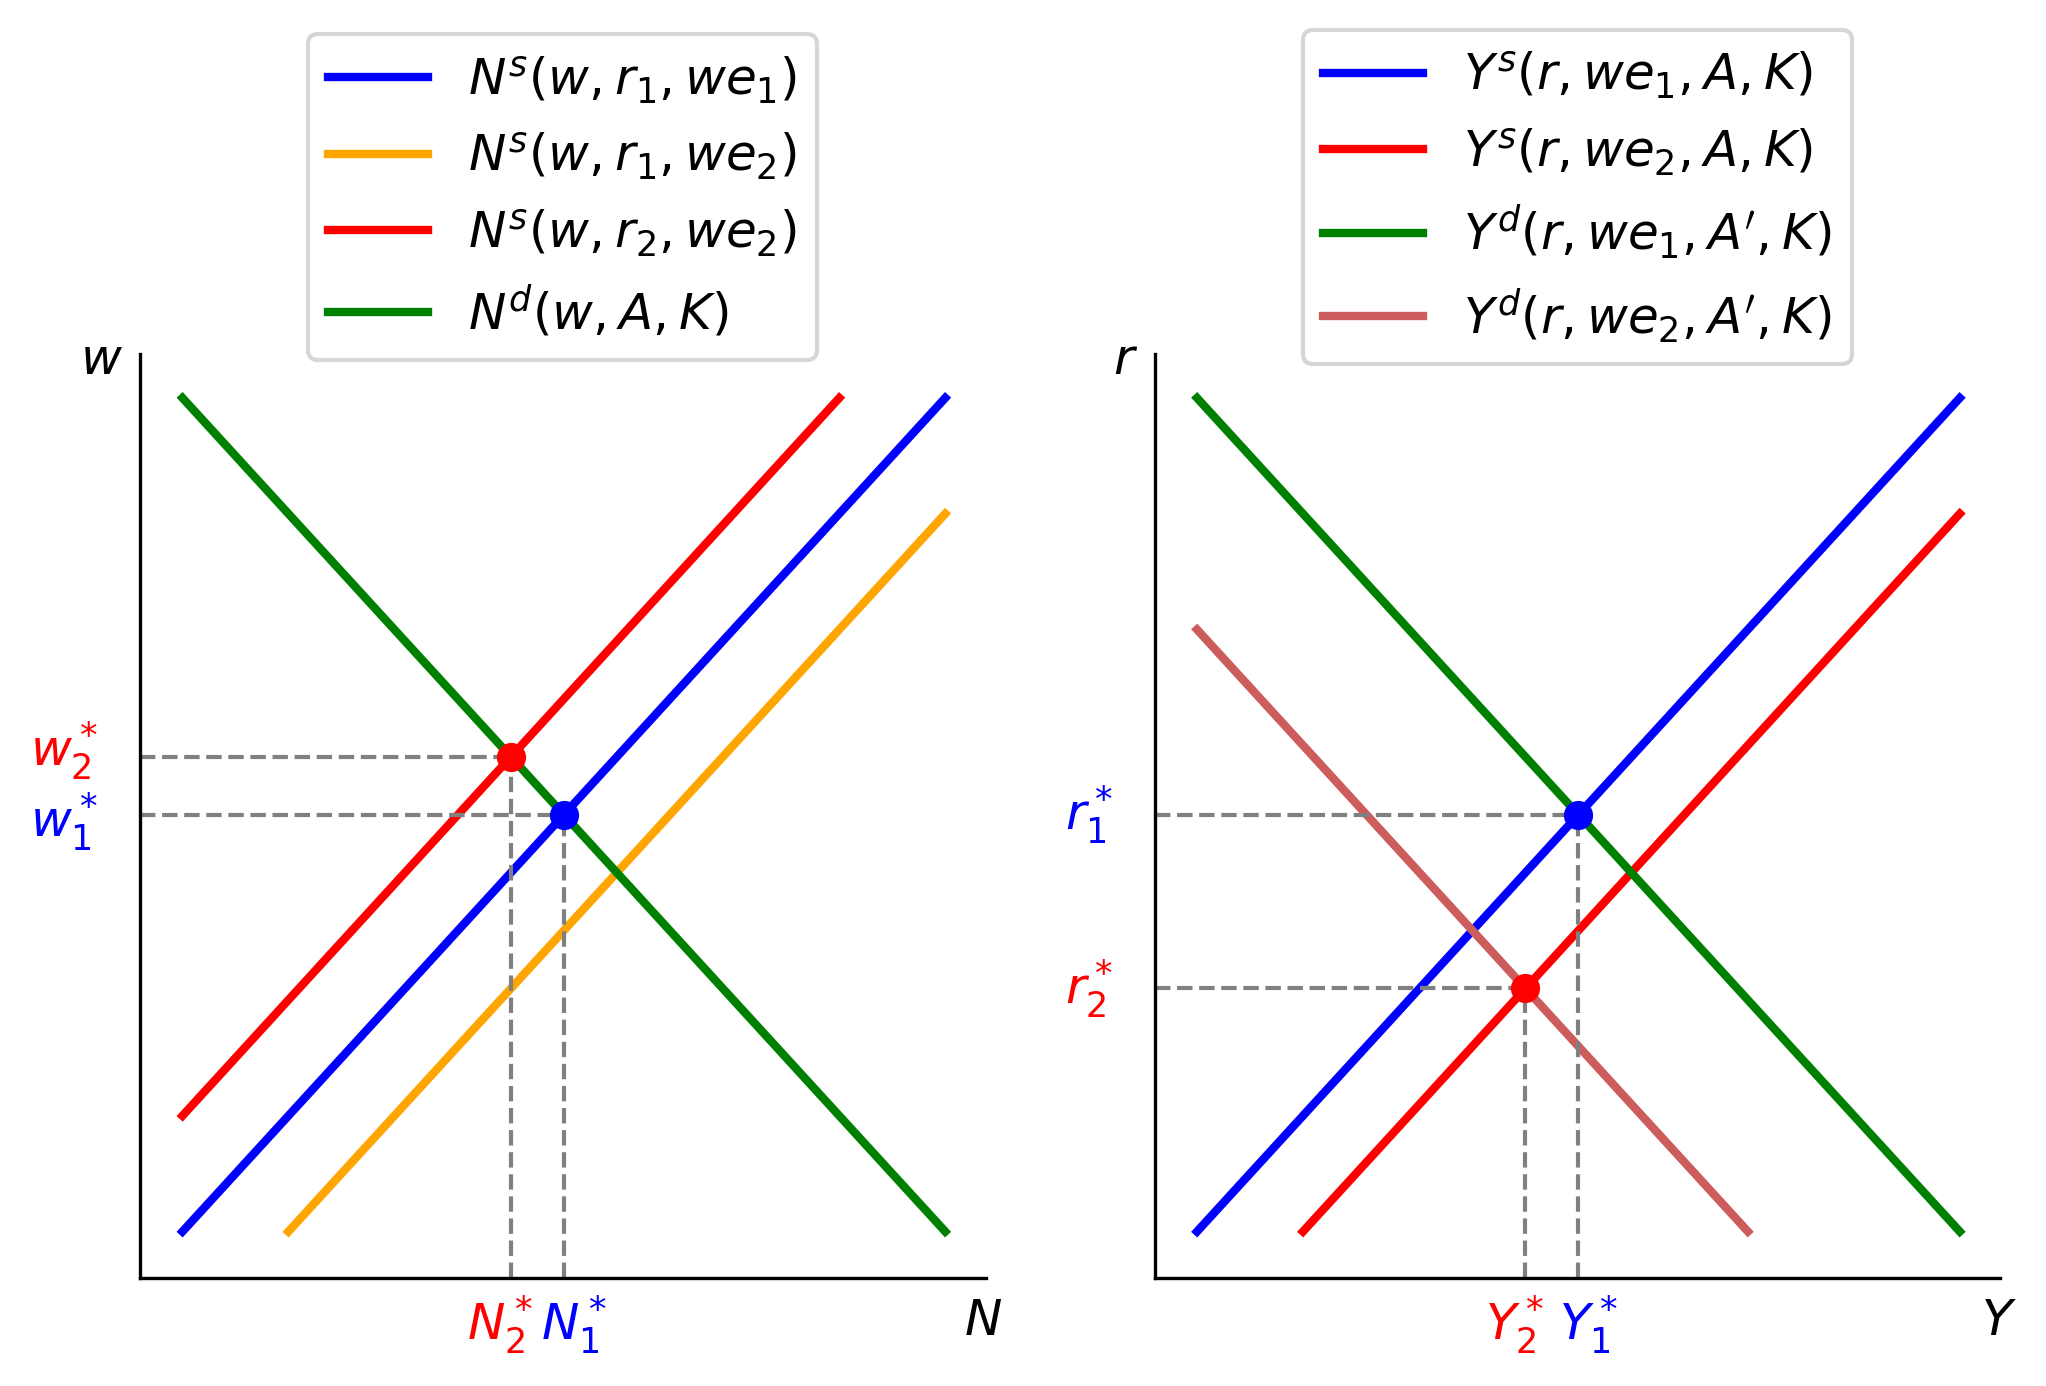 N^s(w, r_1, we_1)
N^s(w, r_1, we_2)
N^s(w, r_2, we_2)
N^d(w, A, K)
w
w_2^*
w_1^*
N_2^* N_1^*
N
Y^s(r, we_1, A, K)
Y^s(r, we_2, A, K)
Y^d(r, we_1, A′, K)
Y^d(r, we_2, A′, K)
r
r_1^*
r_2^*
Y_2^* Y_1^*
Y